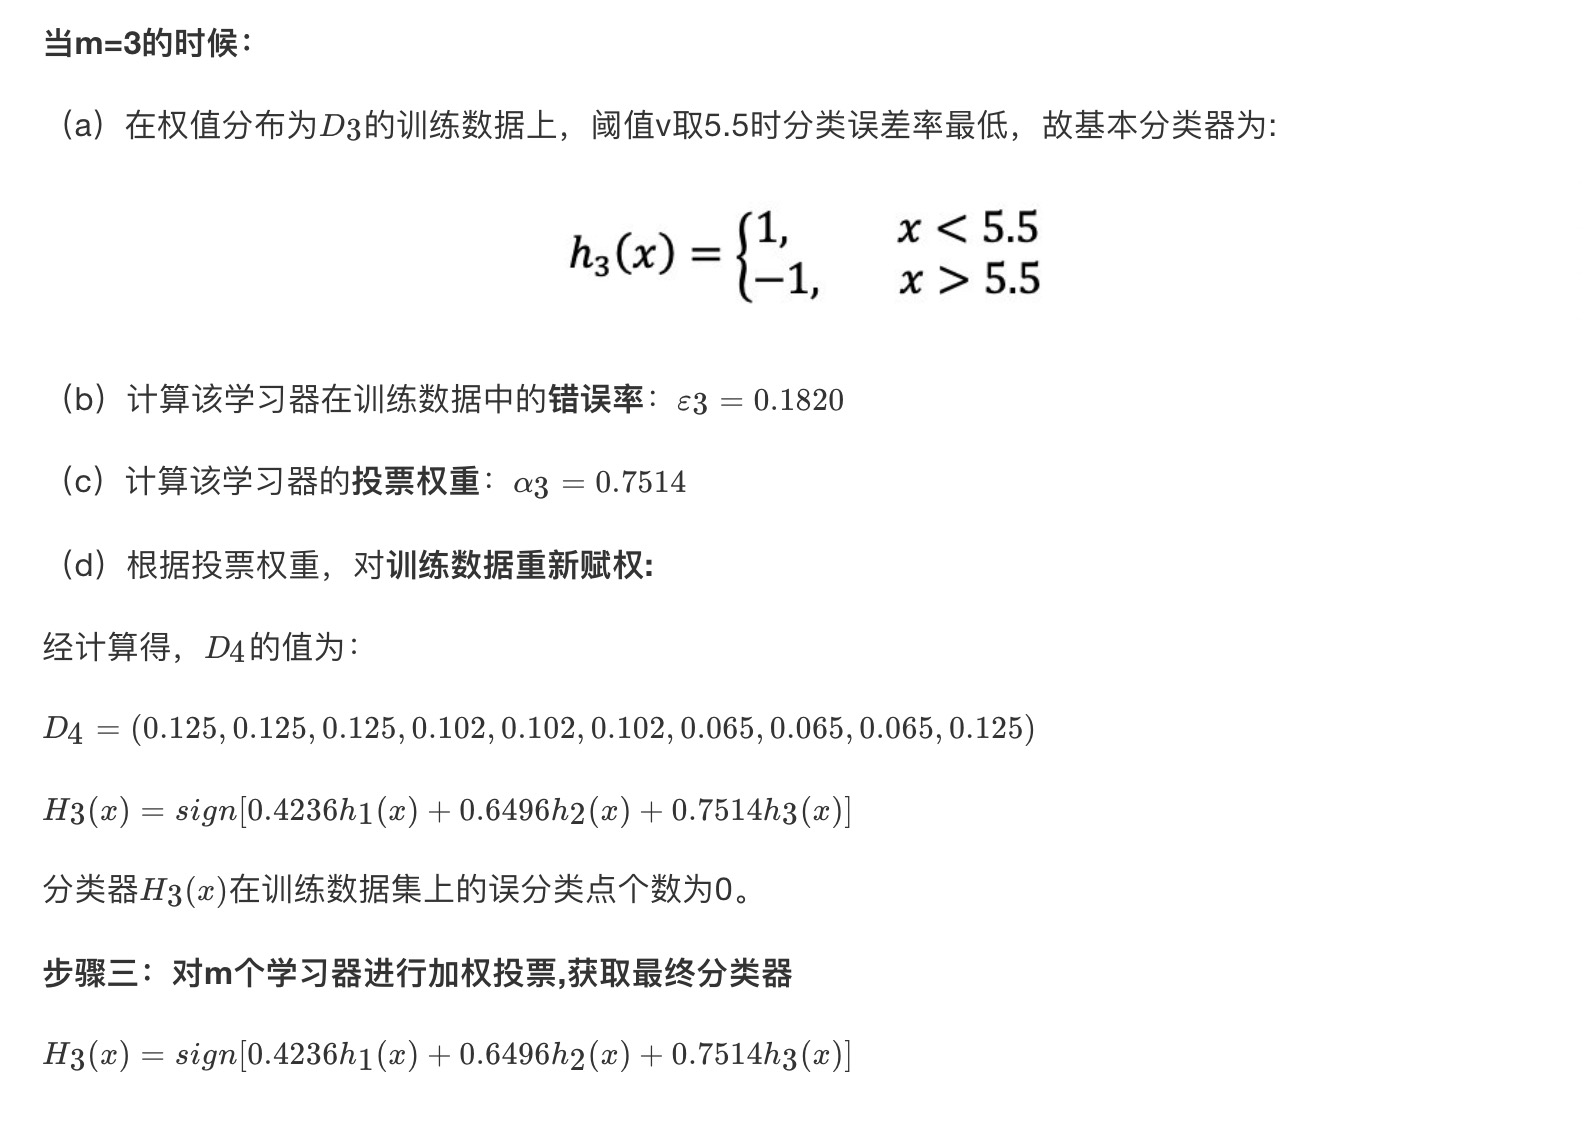 当m=3的时候：
（a）在权值分布为D3的训练数据上，阈值v取5.5时分类误差率最低，故基本分类器为:
h₃(x) = {1, x < 5.5
−1, x > 5.5
（b）计算该学习器在训练数据中的错误率：ε3 = 0.1820
（c）计算该学习器的投票权重：α3 = 0.7514
（d）根据投票权重，对训练数据重新赋权:
经计算得，D4的值为：
D4 = (0.125, 0.125, 0.125, 0.102, 0.102, 0.102, 0.065, 0.065, 0.065, 0.125)
H3(x) = sign[0.4236h1(x) + 0.6496h2(x) + 0.7514h3(x)]
分类器H3(x)在训练数据集上的误分类点个数为0。
步骤三：对m个学习器进行加权投票,获取最终分类器
H3(x) = sign[0.4236h1(x) + 0.6496h2(x) + 0.7514h3(x)]